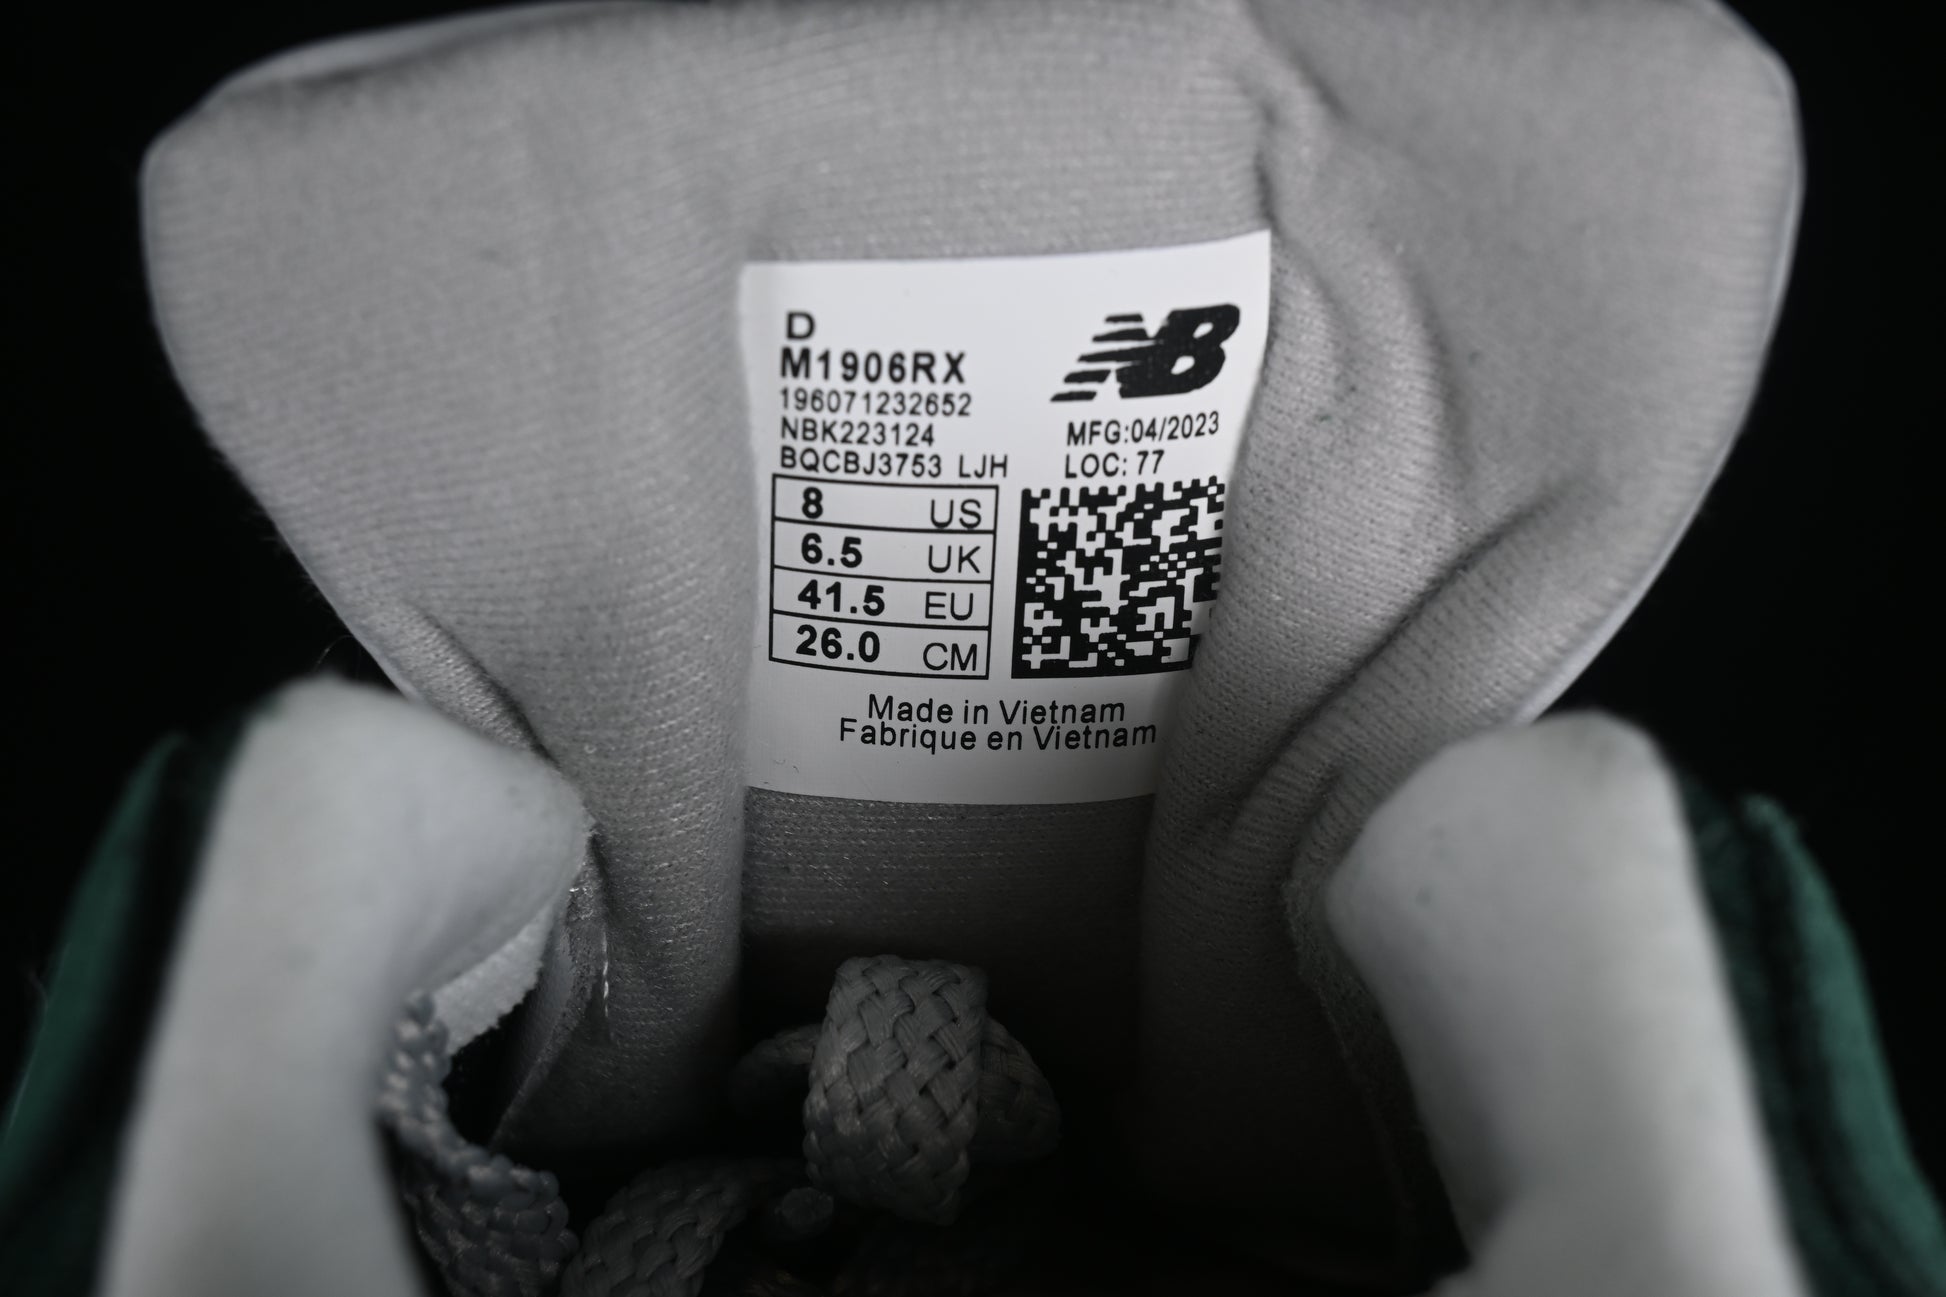 D
M1906RX
196071232652
NBK223124
BQCBJ3753 LJH
NB
MFG:04/2023
LOC: 77
8 US
6.5 UK
41.5 EU
26.0 CM
Made in Vietnam
Fabrique en Vietnam